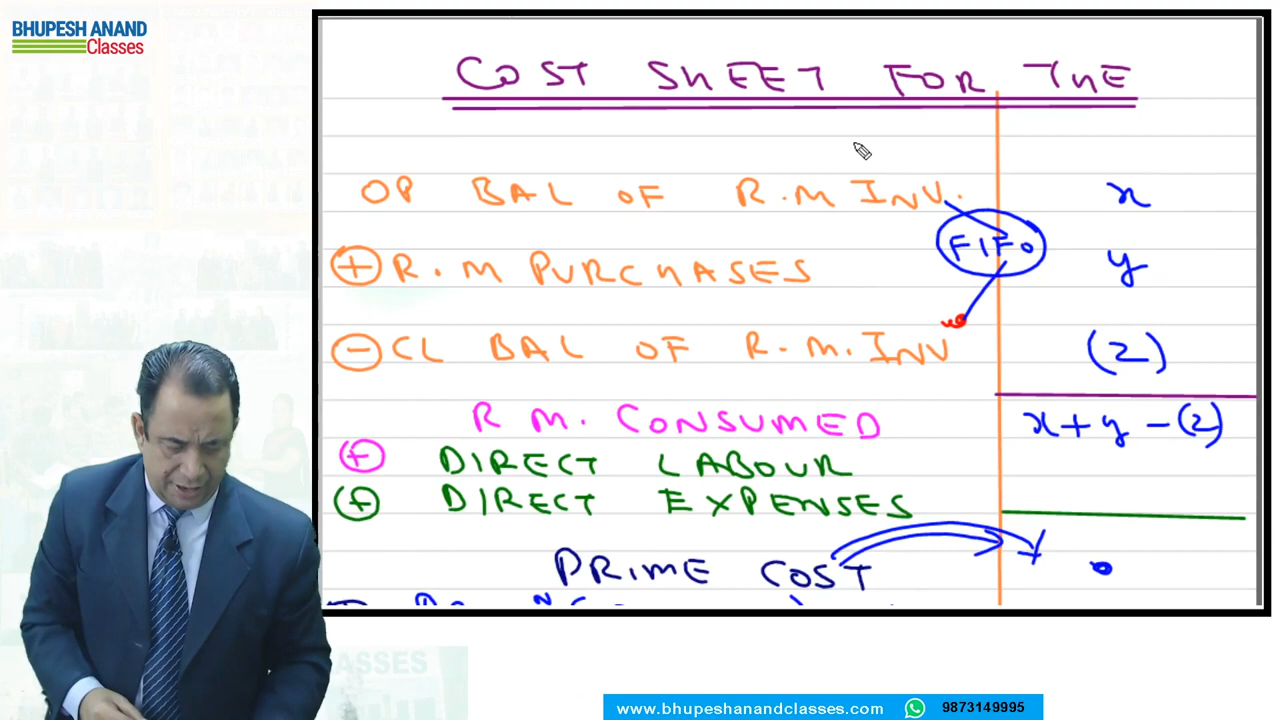 BHUPESH ANAND
Classes
COST SHEET FOR THE
OP BAL OF R.M INV. x
FIFO
+ R.M PURCHASES y
- CL BAL OF R.M. INV (z)
R M. CONSUMED x + y - (z)
+ DIRECT LABOUR
+ DIRECT EXPENSES
PRIME COST
CLASSES
www.bhupeshanandclasses.com 9873149995